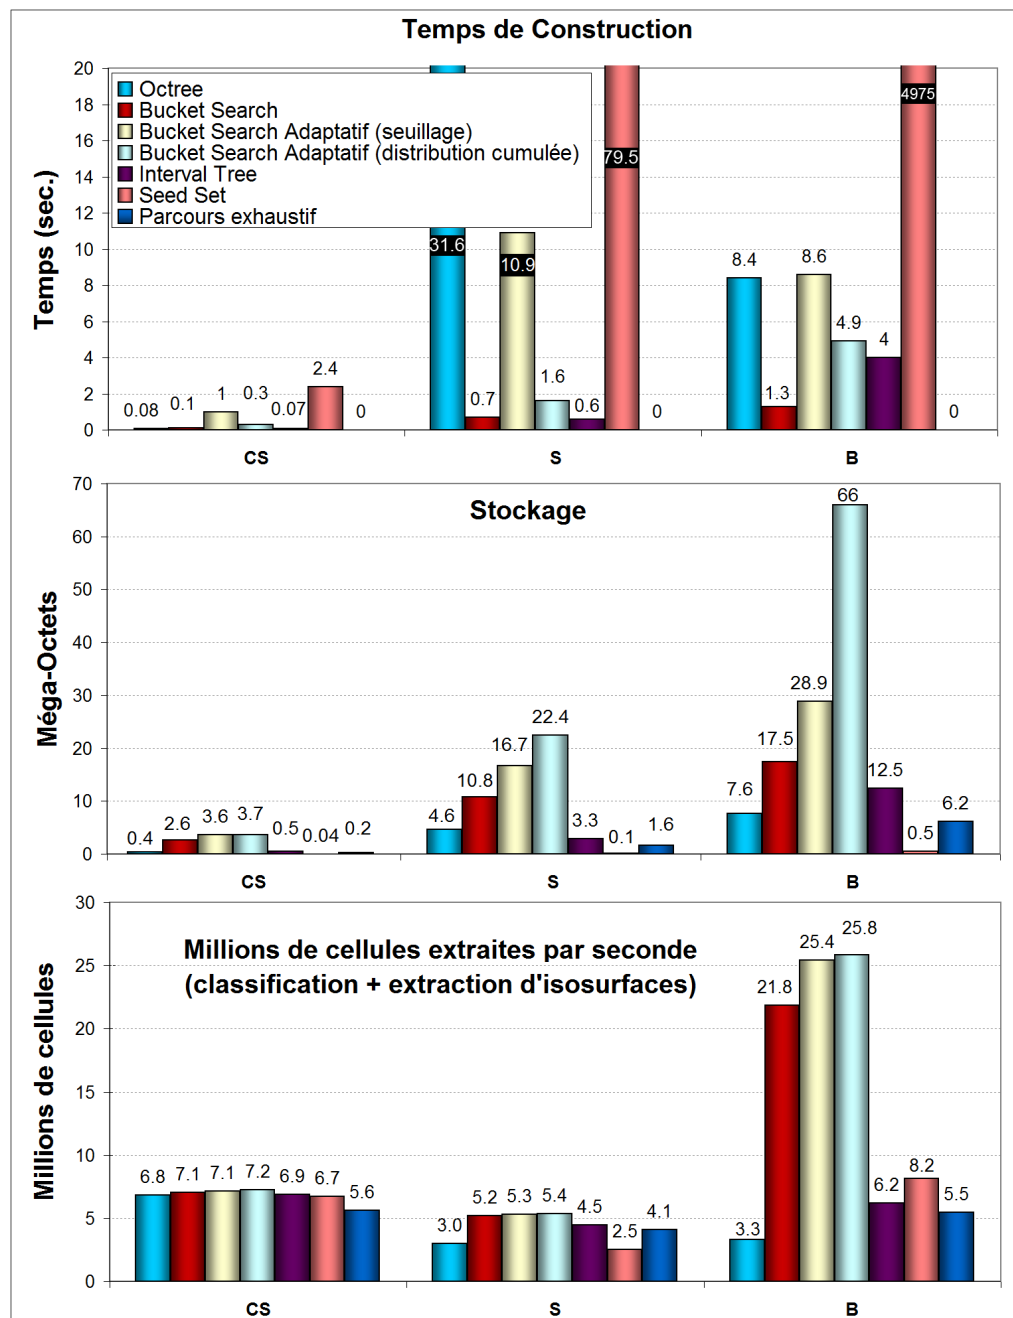 Temps de Construction
Temps (sec.)
20
18
16
14
12
10
8
6
4
2
0
Octree
Bucket Search
Bucket Search Adaptatif (seuillage)
Bucket Search Adaptatif (distribution cumulée)
Interval Tree
Seed Set
Parcours exhaustif
0.08 0.1 1 0.3 0.07 2.4 0
31.6 0.7 10.9 1.6 0.6 79.5 0
8.4 1.3 8.6 4.9 4 4975 0
CS S B
Stockage
Méga-Octets
70
60
50
40
30
20
10
0
0.4 2.6 3.6 3.7 0.5 0.04 0.2
4.6 10.8 16.7 22.4 3.3 0.1 1.6
7.6 17.5 28.9 66 12.5 0.5 6.2
CS S B
Millions de cellules extraites par seconde
(classification + extraction d'isosurfaces)
Millions de cellules
30
25
20
15
10
5
0
6.8 7.1 7.1 7.2 6.9 6.7 5.6
3.0 5.2 5.3 5.4 4.5 2.5 4.1
3.3 21.8 25.4 25.8 6.2 8.2 5.5
CS S B